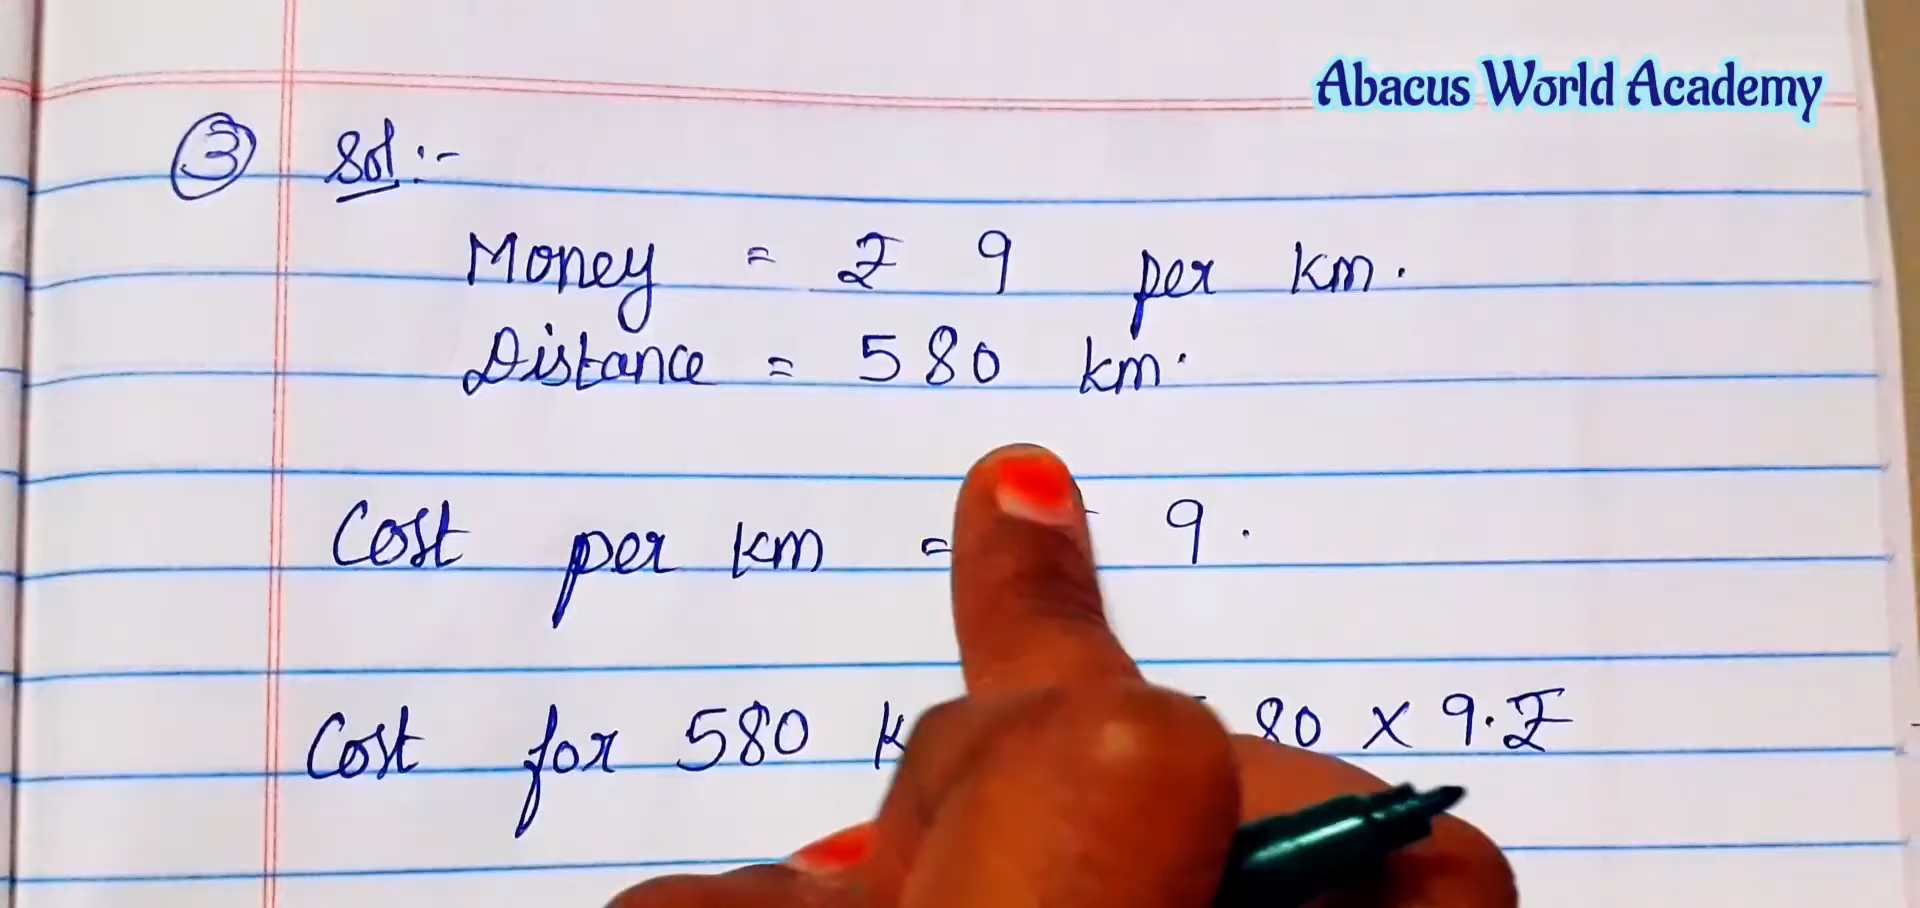 Abacus World Academy
3 Sol :-
Money = ₹ 9 per km.
Distance = 580 km.
Cost per km = 9.
Cost for 580 80 x 9. ₹